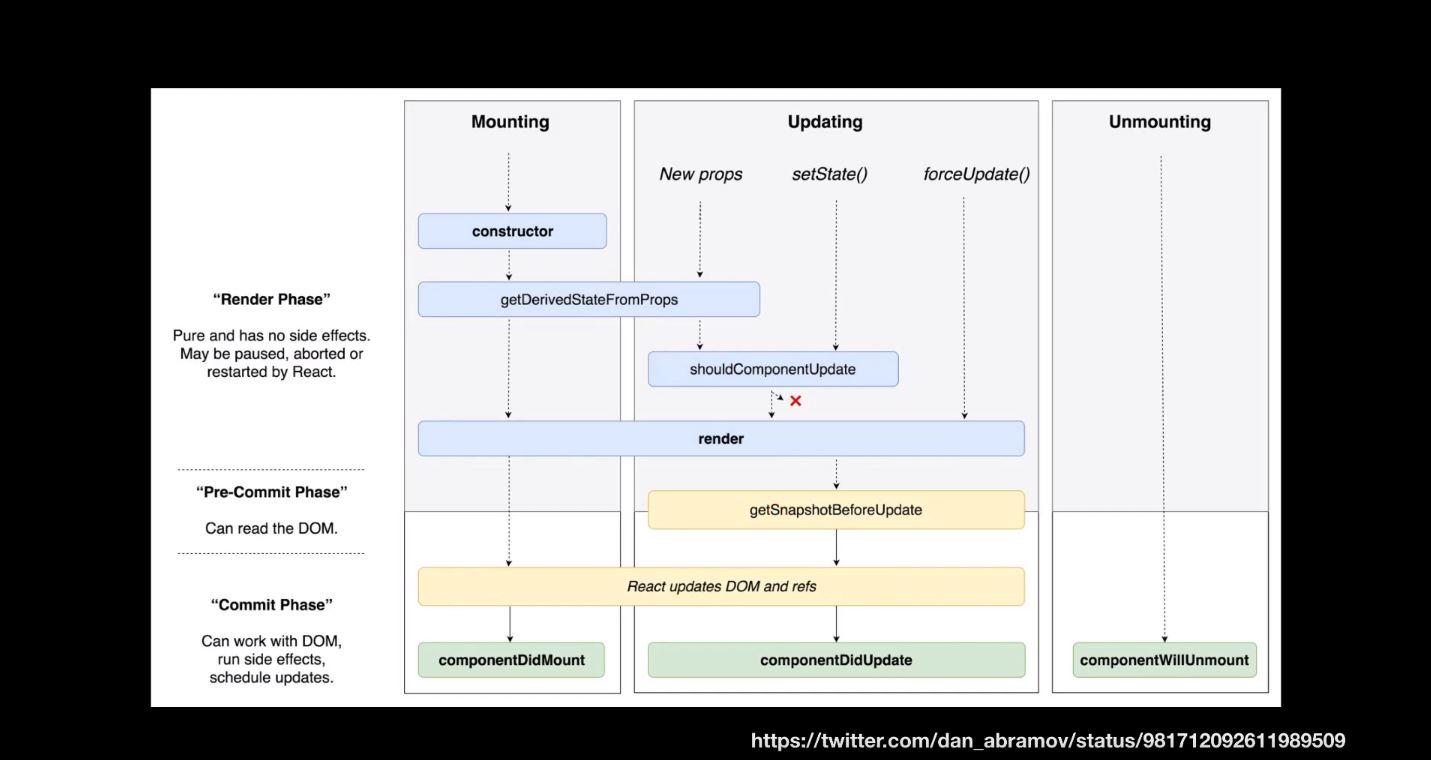 Mounting
Updating
Unmounting
New props
setState()
forceUpdate()
constructor
“Render Phase”
getDerivedStateFromProps
Pure and has no side effects.
May be paused, aborted or
restarted by React.
shouldComponentUpdate
render
“Pre-Commit Phase”
Can read the DOM.
getSnapshotBeforeUpdate
React updates DOM and refs
“Commit Phase”
Can work with DOM,
run side effects,
schedule updates.
componentDidMount
componentDidUpdate
componentWillUnmount
https://twitter.com/dan_abramov/status/981712092611989509